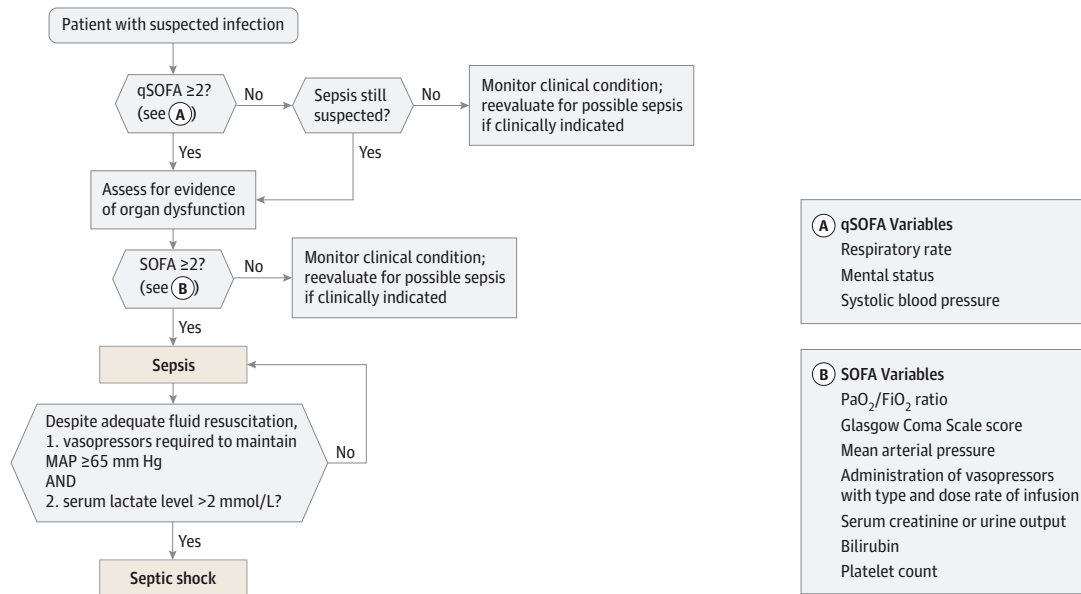 Patient with suspected infection
qSOFA ≥2?
(see A)
No
Sepsis still
suspected?
No
Monitor clinical condition;
reevaluate for possible sepsis
if clinically indicated
Yes
Yes
Assess for evidence
of organ dysfunction
SOFA ≥2?
(see B)
No
Monitor clinical condition;
reevaluate for possible sepsis
if clinically indicated
Yes
Sepsis
Despite adequate fluid resuscitation,
1. vasopressors required to maintain
MAP ≥65 mm Hg
AND
2. serum lactate level >2 mmol/L?
No
Yes
Septic shock
A qSOFA Variables
Respiratory rate
Mental status
Systolic blood pressure
B SOFA Variables
PaO2/FiO2 ratio
Glasgow Coma Scale score
Mean arterial pressure
Administration of vasopressors
with type and dose rate of infusion
Serum creatinine or urine output
Bilirubin
Platelet count